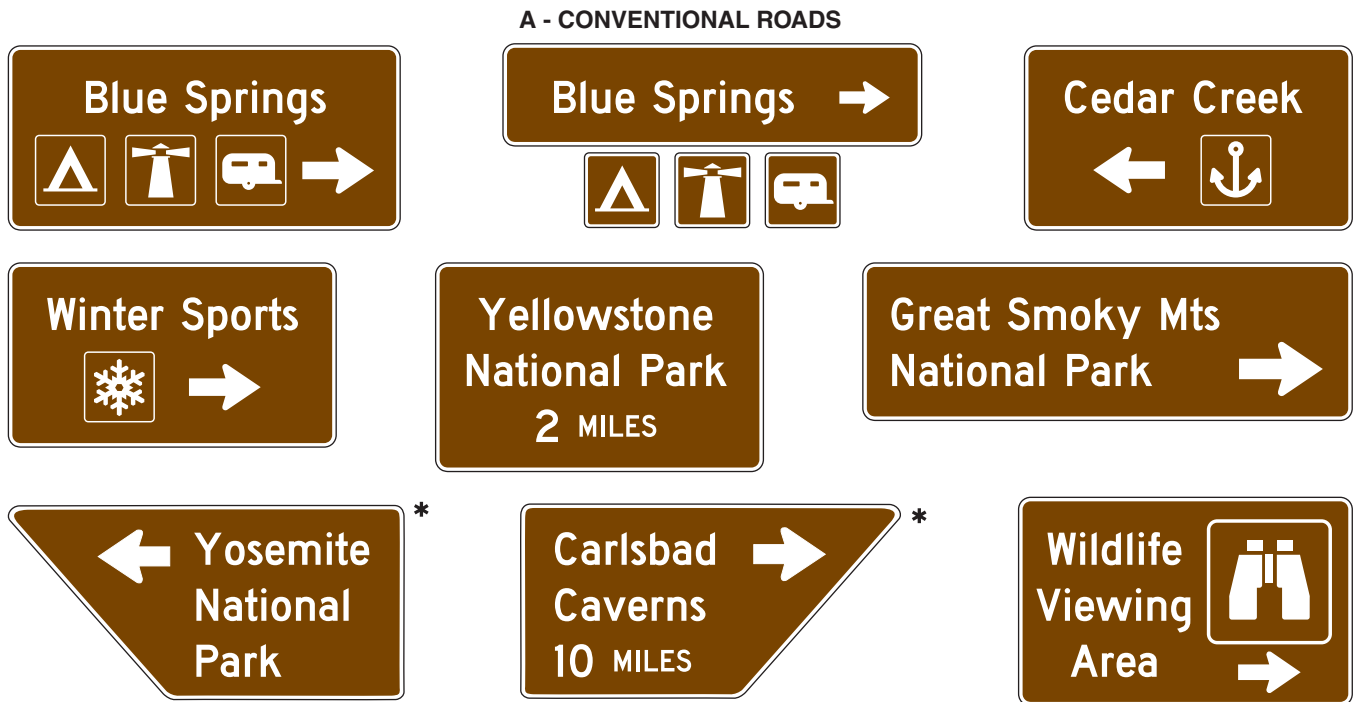 A - CONVENTIONAL ROADS
Blue Springs
Blue Springs
Cedar Creek
Winter Sports
Yellowstone
National Park
2 MILES
Great Smoky Mts
National Park
*
Yosemite
National
Park
*
Carlsbad
Caverns
10 MILES
Wildlife
Viewing
Area